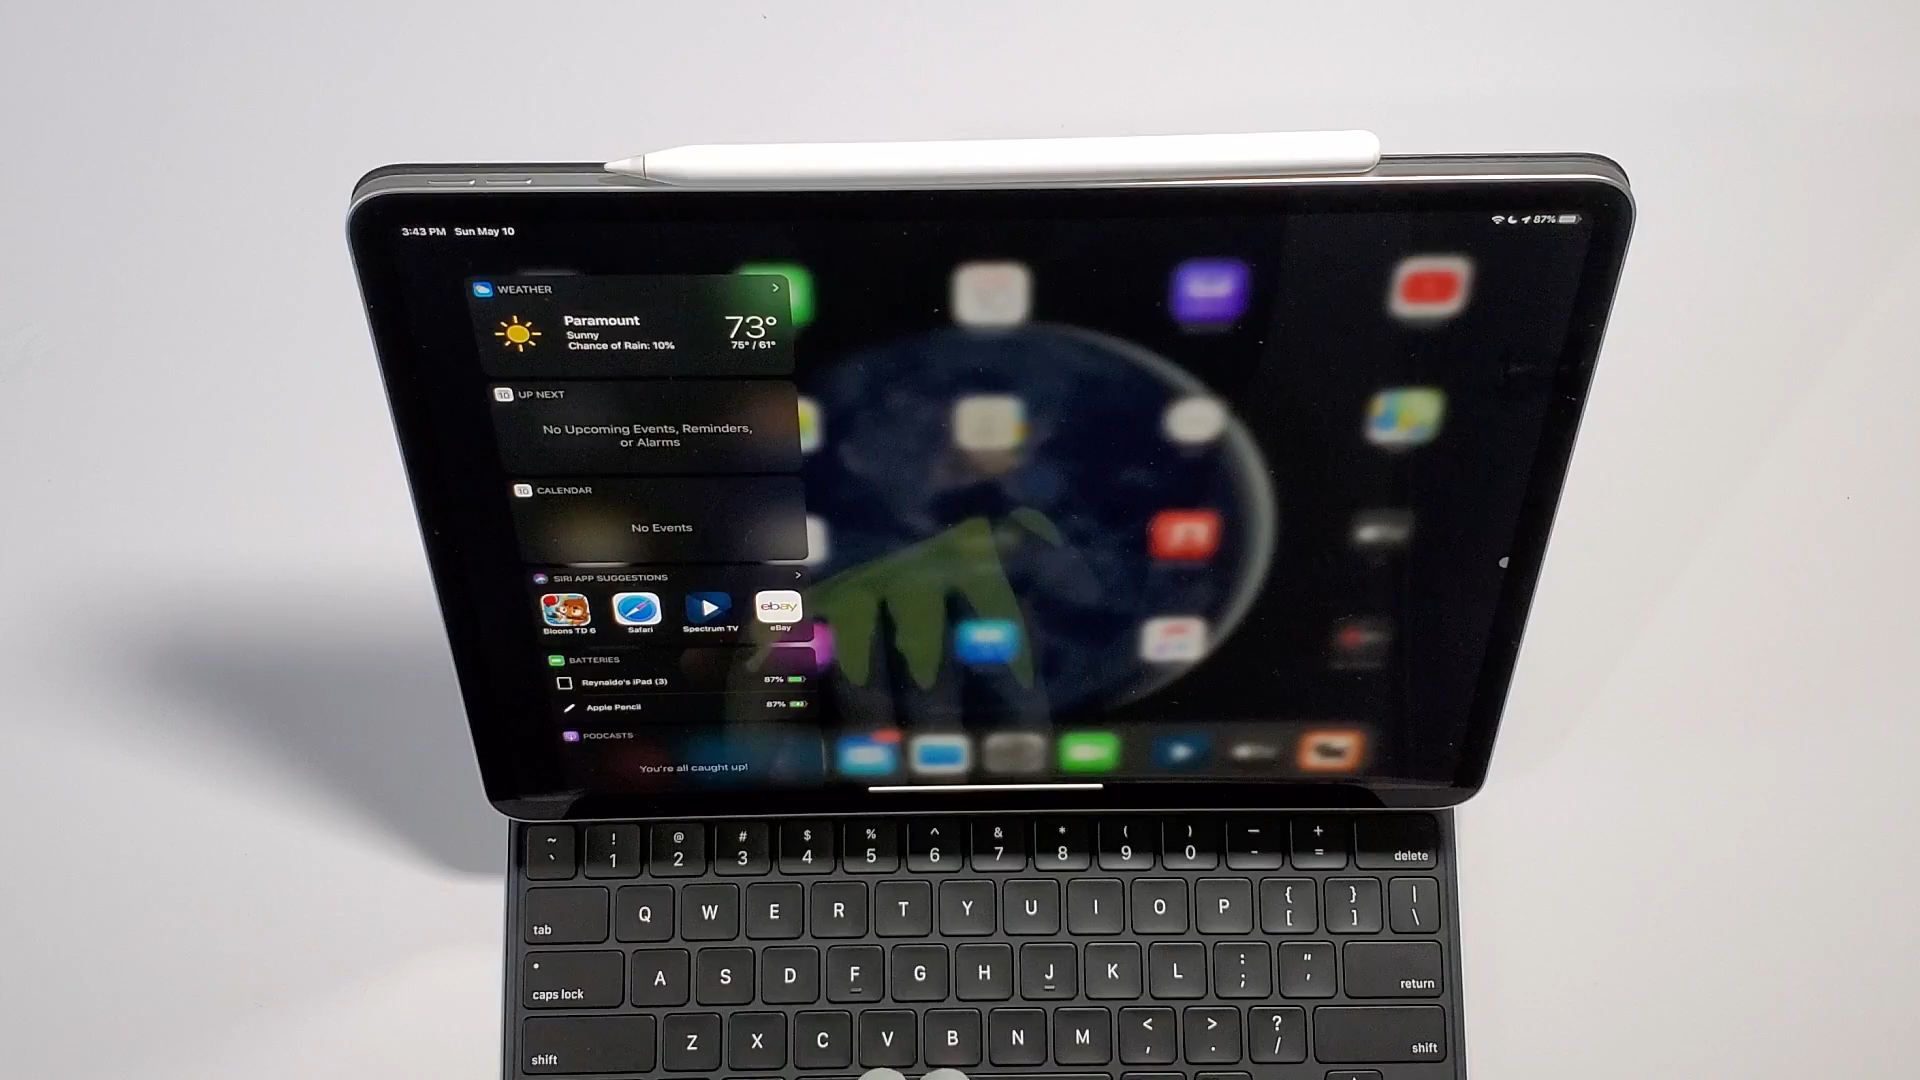 3:43 PM Sun May 10
87%
WEATHER
Paramount
Sunny
Chance of Rain: 10%
73°
75° / 61°
10 UP NEXT
No Upcoming Events, Reminders,
or Alarms
10 CALENDAR
No Events
SIRI APP SUGGESTIONS
ebay
Bloons TD 6 Safari Spectrum TV eBay
BATTERIES
Reynaldo's iPad (3) 87%
Apple Pencil 87%
PODCASTS
You're all caught up!
~ ! @ # $ % ^ & * ( ) — +
` 1 2 3 4 5 6 7 8 9 0 - = delete
tab Q W E R T Y U I O P { [ } ] | \
caps lock A S D F G H J K L : ; " ' return
shift Z X C V B N M < , > . ? / shift